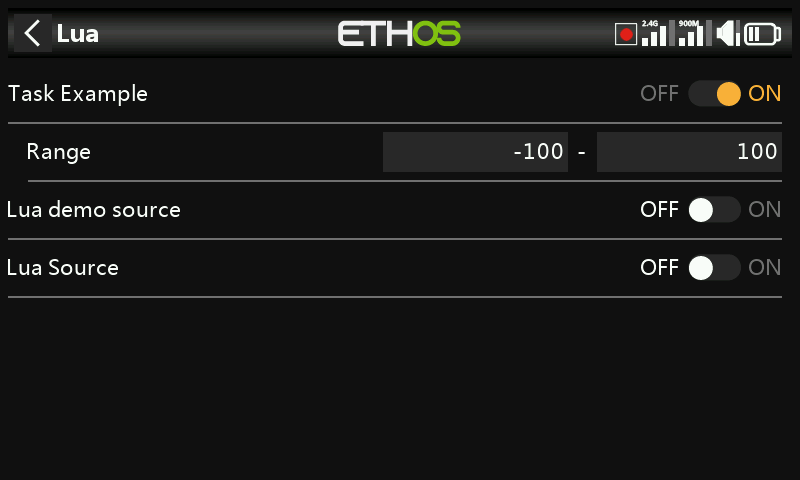 Lua ETHOS 2.4G 900M
Task Example OFF ON
Range -100 - 100
Lua demo source OFF ON
Lua Source OFF ON